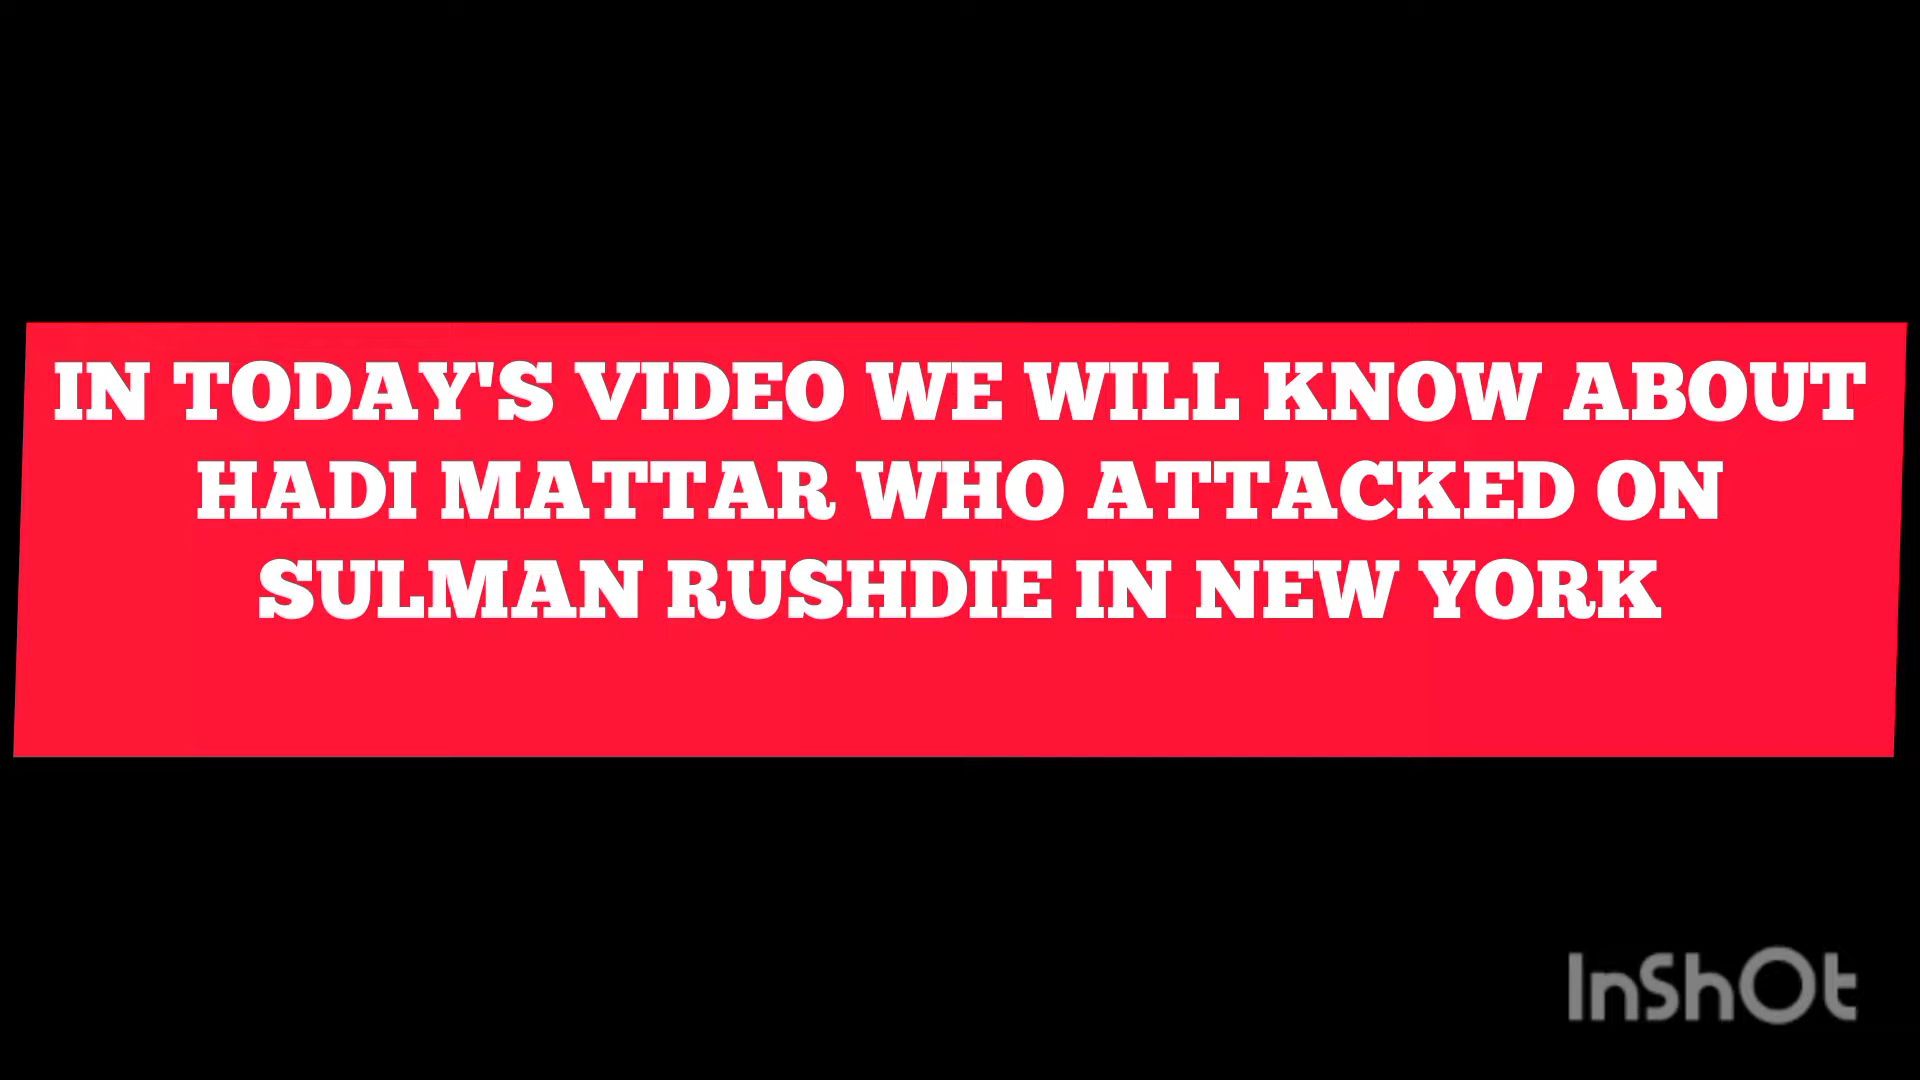 IN TODAY'S VIDEO WE WILL KNOW ABOUT
HADI MATTAR WHO ATTACKED ON
SULMAN RUSHDIE IN NEW YORK
InShOt